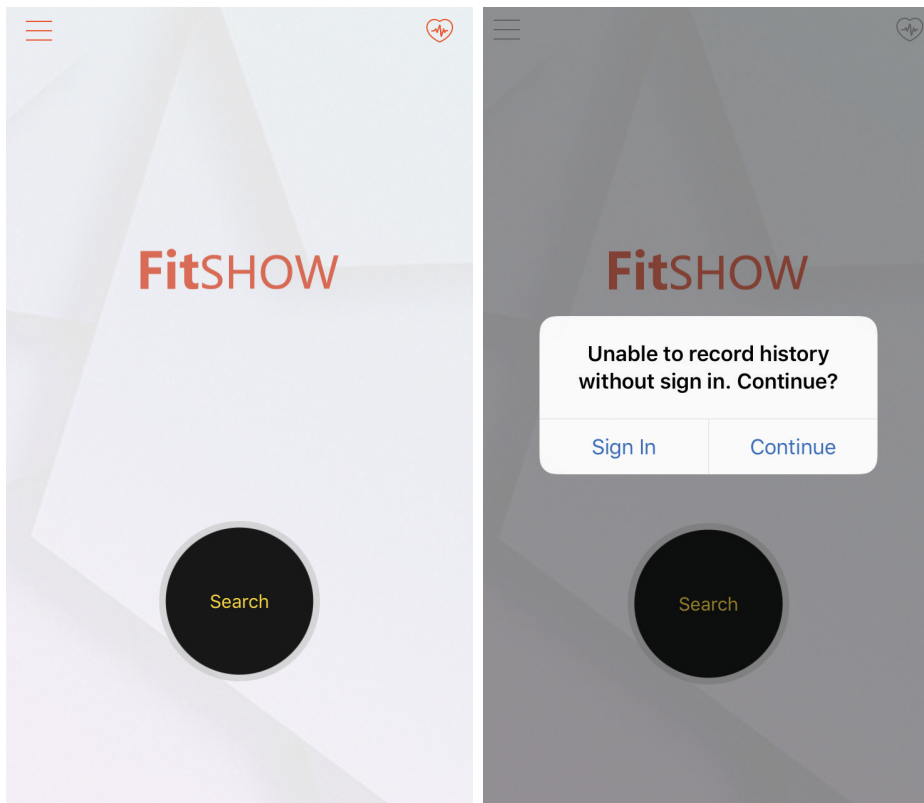 FitSHOW
Search
FitSHOW
Unable to record history
without sign in. Continue?
Sign In
Continue
Search